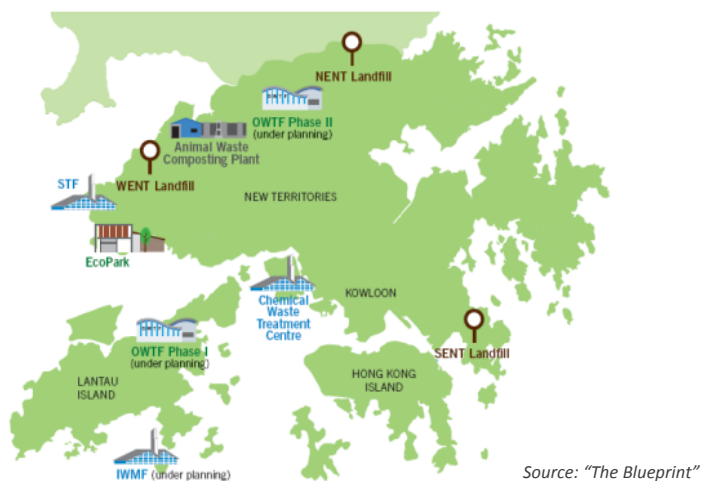 NENT Landfill
OWTF Phase II
(under planning)
Animal Waste
Composting Plant
WENT Landfill
STF
NEW TERRITORIES
EcoPark
Chemical
Waste
Treatment
Centre
KOWLOON
OWTF Phase I
(under planning)
SENT Landfill
LANTAU
ISLAND
HONG KONG
ISLAND
IWMF (under planning)
Source: “The Blueprint”